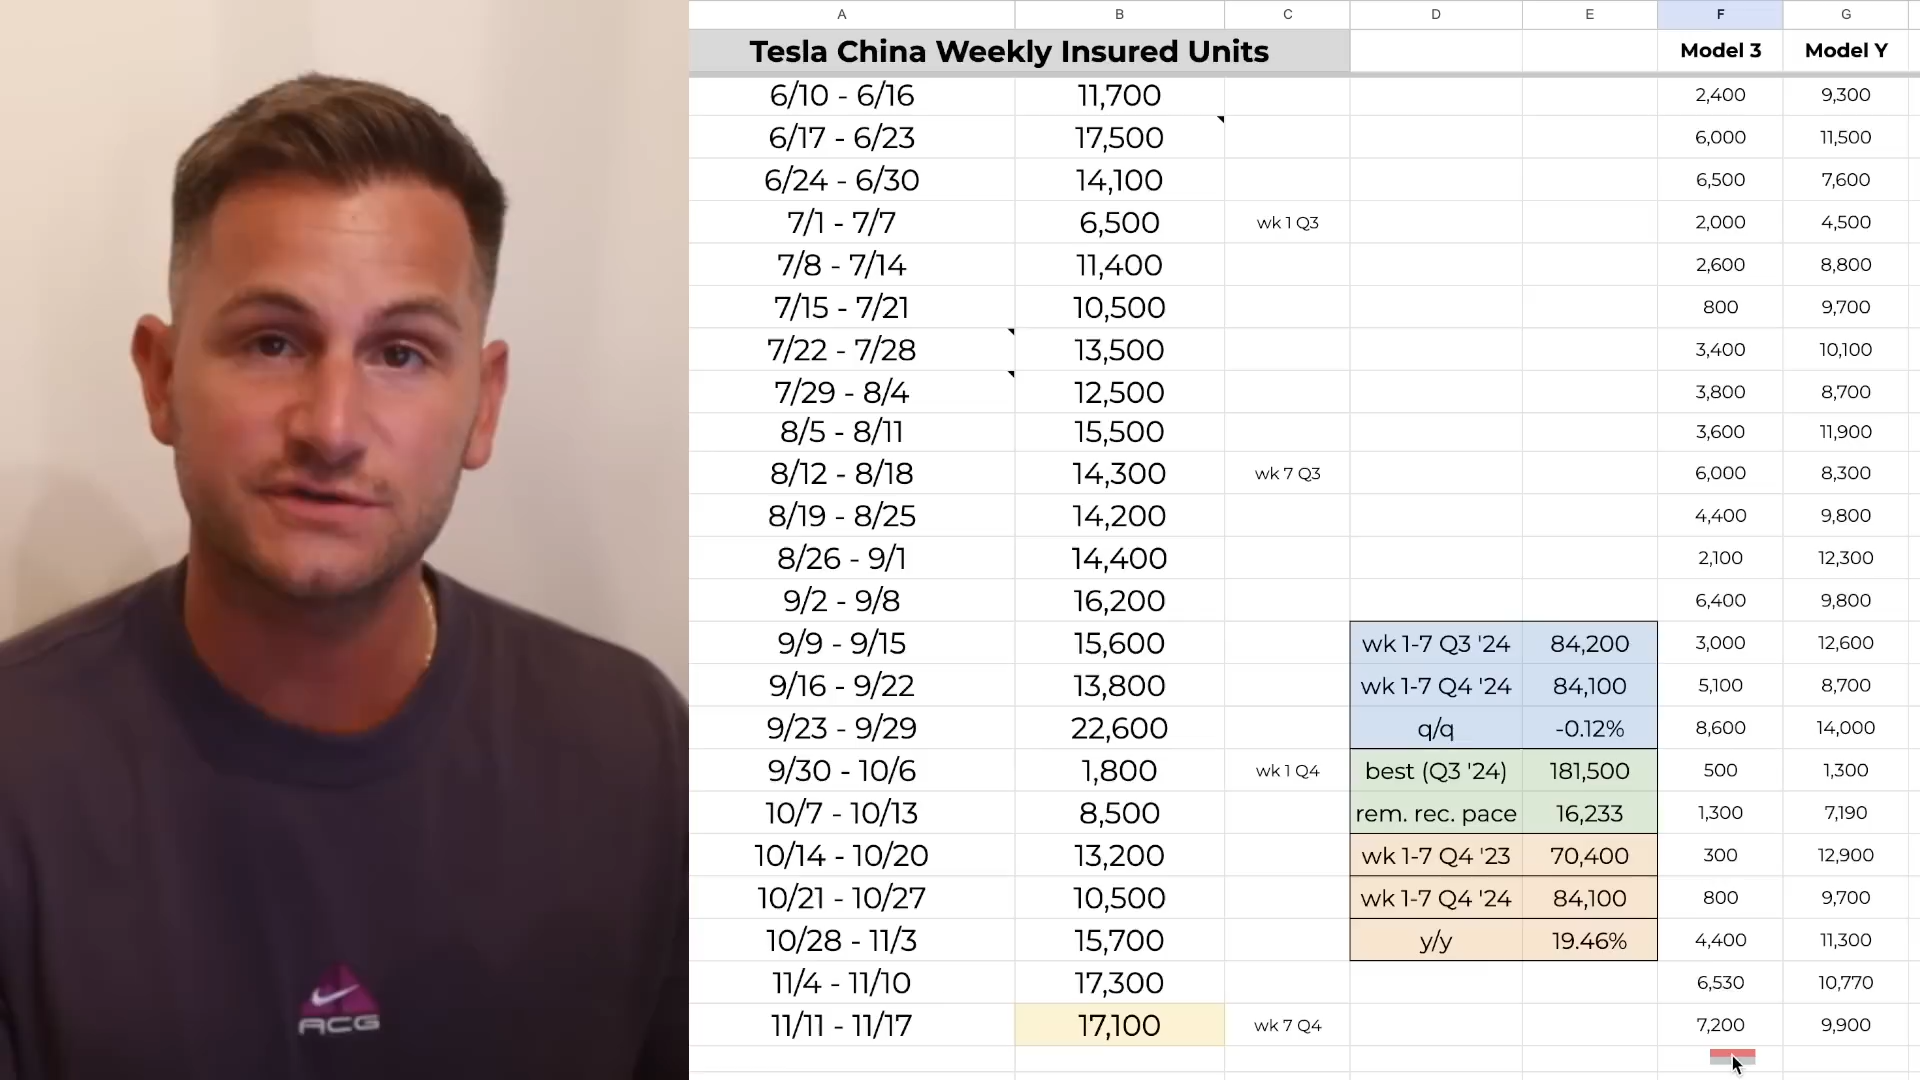 A B C D E F G
Tesla China Weekly Insured Units Model 3 Model Y
6/10 - 6/16 11,700 2,400 9,300
6/17 - 6/23 17,500 6,000 11,500
6/24 - 6/30 14,100 6,500 7,600
7/1 - 7/7 6,500 wk 1 Q3 2,000 4,500
7/8 - 7/14 11,400 2,600 8,800
7/15 - 7/21 10,500 800 9,700
7/22 - 7/28 13,500 3,400 10,100
7/29 - 8/4 12,500 3,800 8,700
8/5 - 8/11 15,500 3,600 11,900
8/12 - 8/18 14,300 wk 7 Q3 6,000 8,300
8/19 - 8/25 14,200 4,400 9,800
8/26 - 9/1 14,400 2,100 12,300
9/2 - 9/8 16,200 6,400 9,800
9/9 - 9/15 15,600 wk 1-7 Q3 '24 84,200 3,000 12,600
9/16 - 9/22 13,800 wk 1-7 Q4 '24 84,100 5,100 8,700
9/23 - 9/29 22,600 q/q -0.12% 8,600 14,000
9/30 - 10/6 1,800 wk 1 Q4 best (Q3 '24) 181,500 500 1,300
10/7 - 10/13 8,500 rem. rec. pace 16,233 1,300 7,190
10/14 - 10/20 13,200 wk 1-7 Q4 '23 70,400 300 12,900
10/21 - 10/27 10,500 wk 1-7 Q4 '24 84,100 800 9,700
10/28 - 11/3 15,700 y/y 19.46% 4,400 11,300
11/4 - 11/10 17,300 6,530 10,770
11/11 - 11/17 17,100 wk 7 Q4 7,200 9,900
ACG